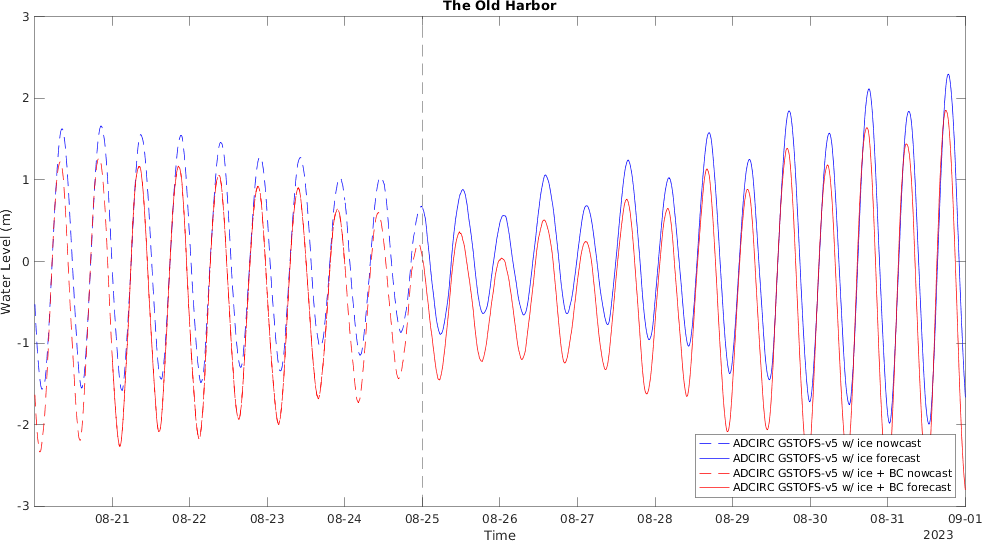 The Old Harbor
3
2
1
0
-1
-2
-3
Water Level (m)
ADCIRC GSTOFS-v5 w/ ice nowcast
ADCIRC GSTOFS-v5 w/ ice forecast
ADCIRC GSTOFS-v5 w/ ice + BC nowcast
ADCIRC GSTOFS-v5 w/ ice + BC forecast
08-21 08-22 08-23 08-24 08-25 08-26 08-27 08-28 08-29 08-30 08-31 09-01
Time
2023